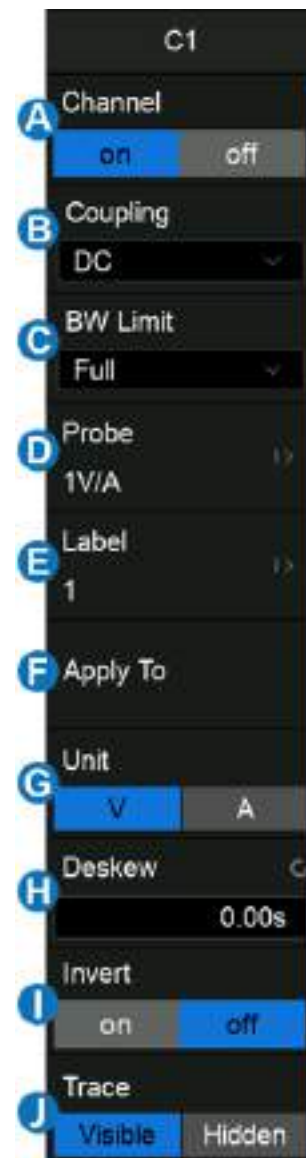 C1
A Channel
on off
B Coupling
DC
C BW Limit
Full
D Probe
1V/A
E Label
1
F Apply To
G Unit
V A
H Deskew
0.00s
I Invert
on off
J Trace
Visible Hidden